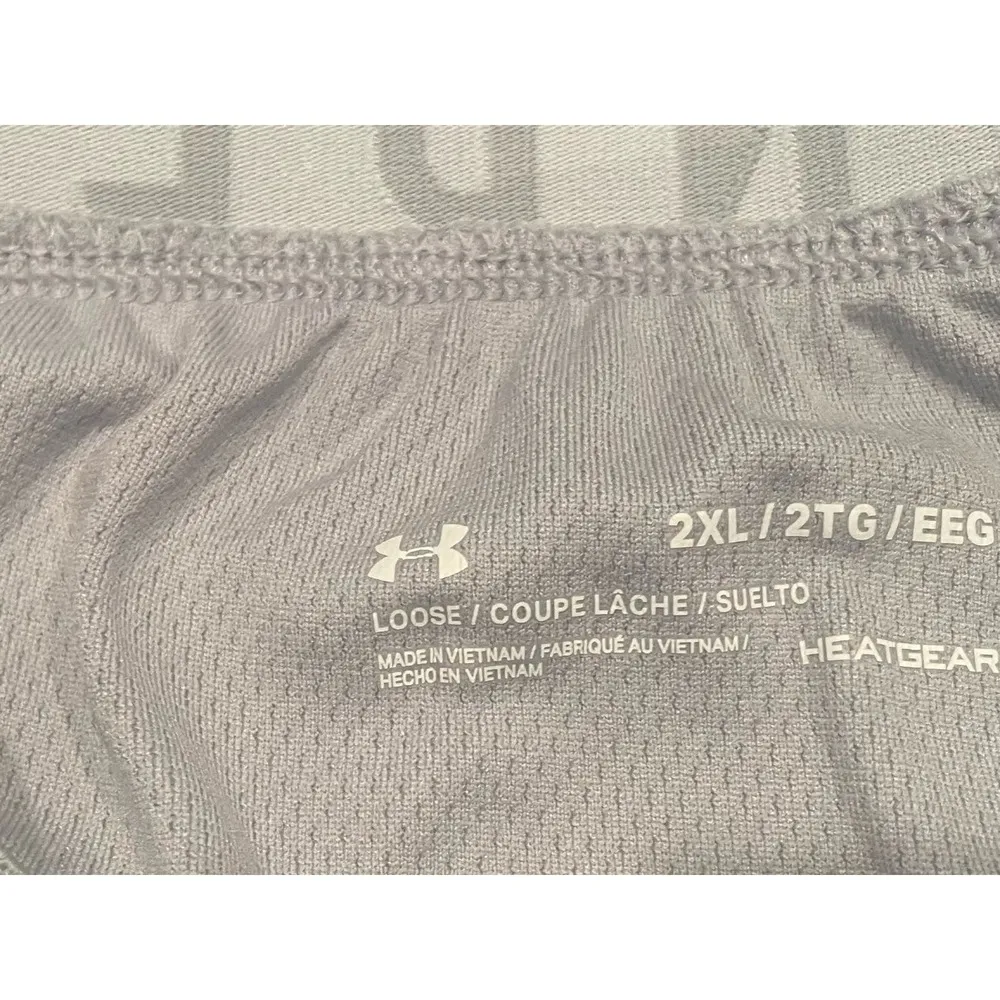 2XL / 2TG / EEG
LOOSE / COUPE LÂCHE / SUELTO
MADE IN VIETNAM / FABRIQUÉ AU VIETNAM /
HECHO EN VIETNAM
HEATGEAR